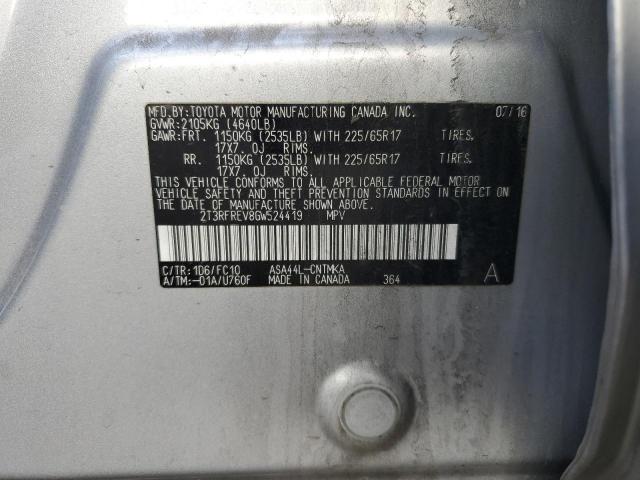 MFD.BY:TOYOTA MOTOR MANUFACTURING CANADA INC. 07/16
GVWR:2105KG (4640LB)
GAWR:FRT. 1150KG (2535LB) WITH 225/65R17 TIRES.
17X7.0J RIMS.
RR. 1150KG (2535LB) WITH 225/65R17 TIRES.
17X7.0J RIMS.
THIS VEHICLE CONFORMS TO ALL APPLICABLE FEDERAL MOTOR
VEHICLE SAFETY AND THEFT PREVENTION STANDARDS IN EFFECT ON
THE DATE OF MANUFACTURE SHOWN ABOVE.
2T3RFREV8GW524419 MPV
C/TR:1D6/FC10 ASA44L-CNTMKA
A/TM:-01A/U760F MADE IN CANADA 364 A